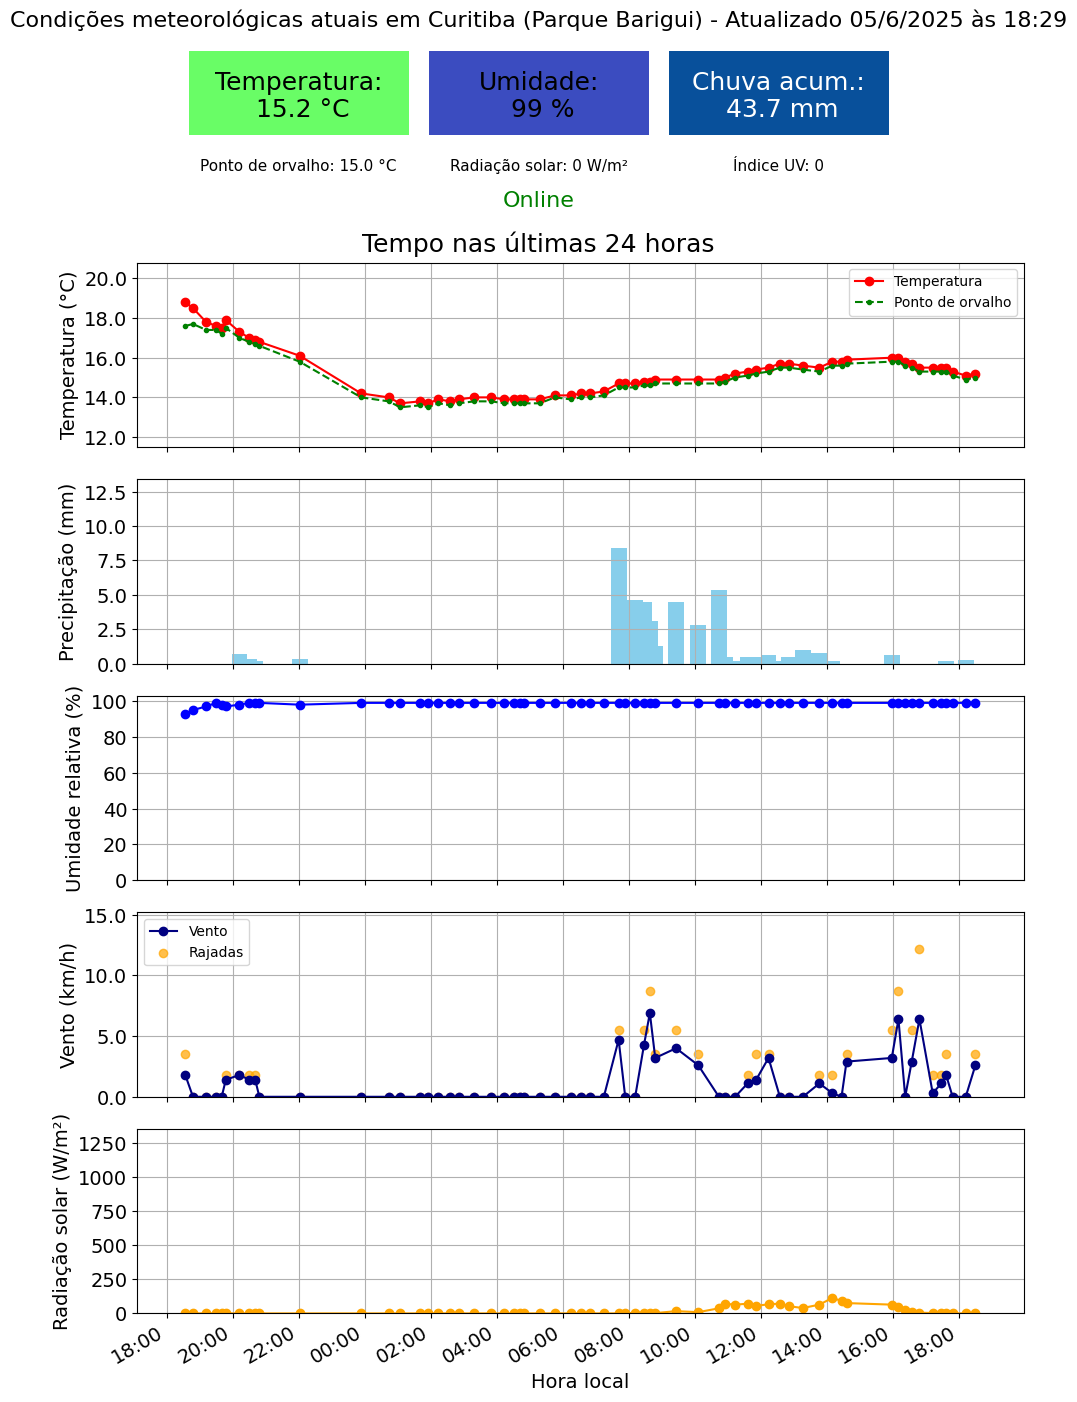 Condições meteorológicas atuais em Curitiba (Parque Barigui) - Atualizado 05/6/2025 às 18:29
Temperatura:
15.2 °C
Umidade:
99 %
Chuva acum.:
43.7 mm
Ponto de orvalho: 15.0 °C
Radiação solar: 0 W/m²
Índice UV: 0
Online
Tempo nas últimas 24 horas
Temperatura (°C)
20.0
18.0
16.0
14.0
12.0
Temperatura
Ponto de orvalho
Precipitação (mm)
12.5
10.0
7.5
5.0
2.5
0.0
Umidade relativa (%)
100
80
60
40
20
0
Vento (km/h)
15.0
10.0
5.0
0.0
Vento
Rajadas
Radiação solar (W/m²)
1250
1000
750
500
250
0
18:00
20:00
22:00
00:00
02:00
04:00
06:00
08:00
10:00
12:00
14:00
16:00
18:00
Hora local